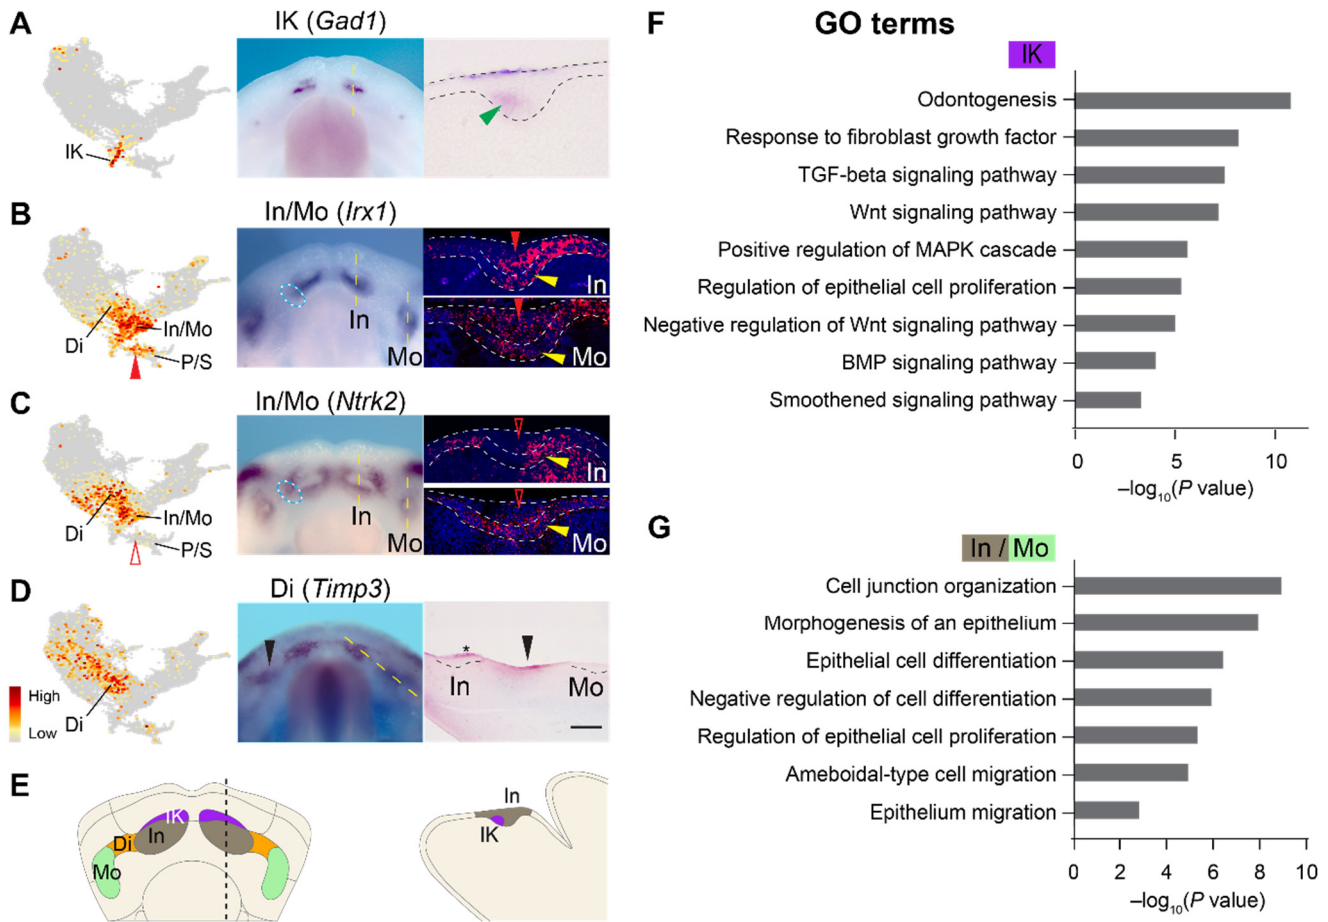 A
IK (Gad1)
IK
B
In/Mo (Irx1)
In/Mo
Di
P/S
In
Mo
In
Mo
C
In/Mo (Ntrk2)
Di
In/Mo
P/S
In
Mo
In
Mo
D
Di (Timp3)
High
Low
Di
*
In
Mo
E
IK
In
Di
Mo
In
IK
F
GO terms
IK
Odontogenesis
Response to fibroblast growth factor
TGF-beta signaling pathway
Wnt signaling pathway
Positive regulation of MAPK cascade
Regulation of epithelial cell proliferation
Negative regulation of Wnt signaling pathway
BMP signaling pathway
Smoothened signaling pathway
0 5 10
–log10(P value)
G
In / Mo
Cell junction organization
Morphogenesis of an epithelium
Epithelial cell differentiation
Negative regulation of cell differentiation
Regulation of epithelial cell proliferation
Ameboidal-type cell migration
Epithelium migration
0 2 4 6 8 10
–log10(P value)